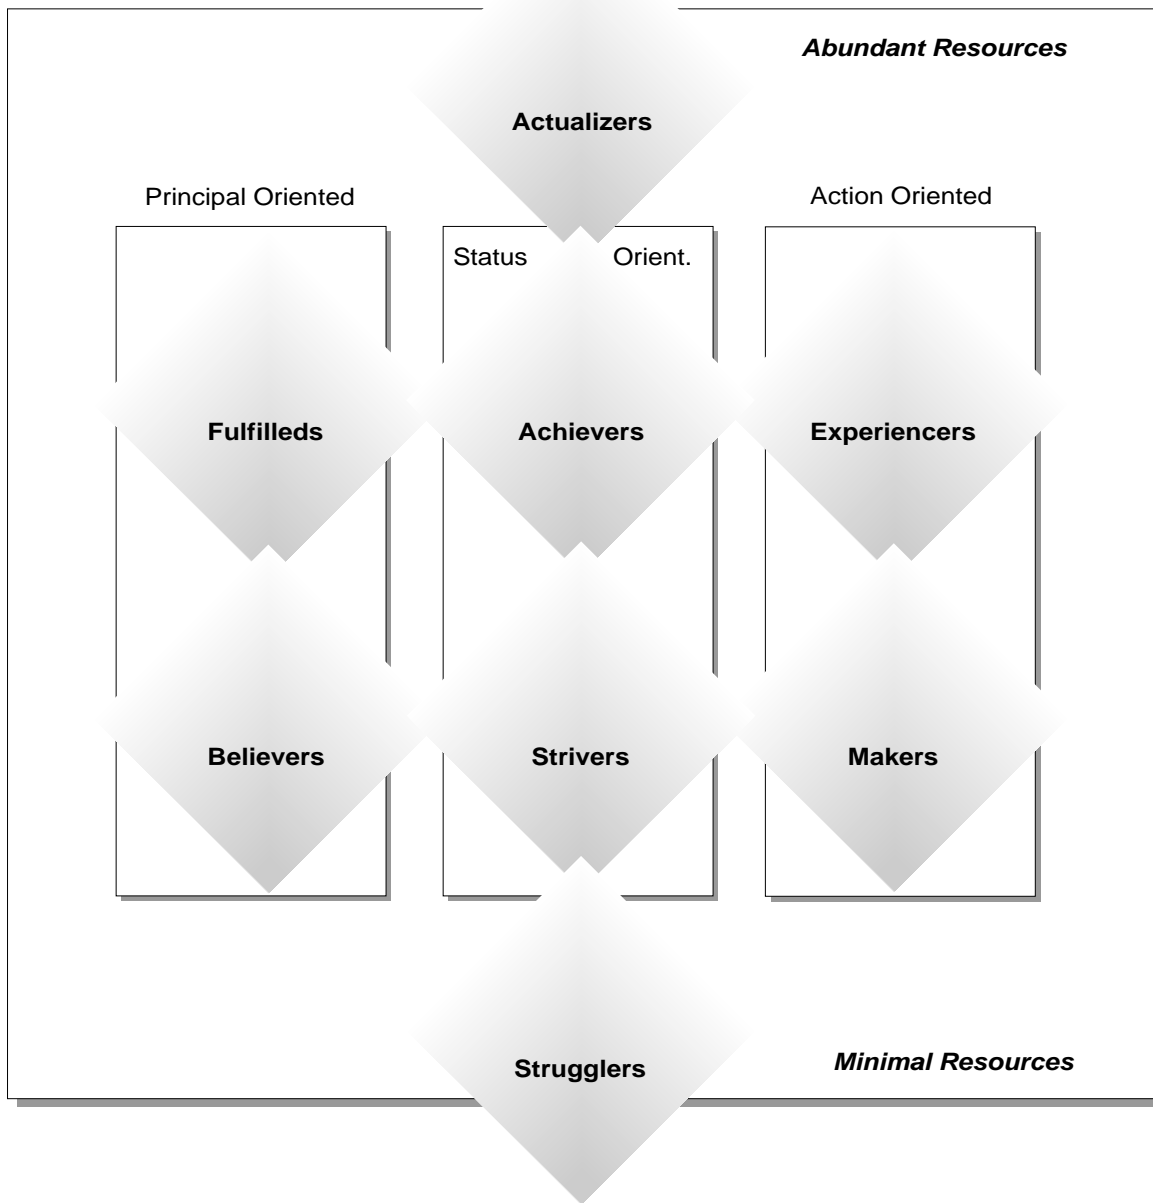 Abundant Resources
Actualizers
Principal Oriented
Action Oriented
Status Orient.
Fulfilleds
Achievers
Experiencers
Believers
Strivers
Makers
Minimal Resources
Strugglers